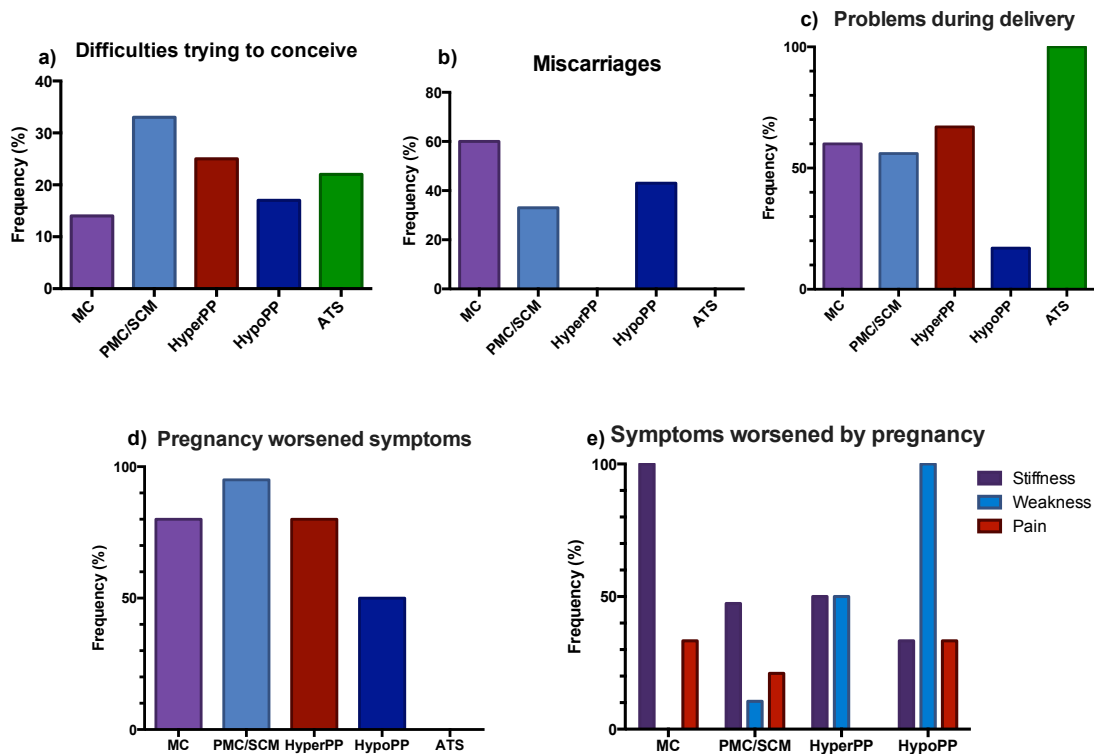 a) Difficulties trying to conceive
Frequency (%)
40
30
20
10
0
MC
PMC/SCM
HyperPP
HypoPP
ATS
b) Miscarriages
Frequency (%)
80
60
40
20
0
MC
PMC/SCM
HyperPP
HypoPP
ATS
c) Problems during delivery
Frequency (%)
100
50
0
MC
PMC/SCM
HyperPP
HypoPP
ATS
d) Pregnancy worsened symptoms
Frequency (%)
100
50
0
MC PMC/SCM HyperPP HypoPP ATS
e) Symptoms worsened by pregnancy
Frequency (%)
100
50
0
MC PMC/SCM HyperPP HypoPP
Stiffness
Weakness
Pain